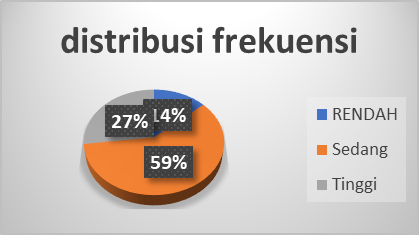 distribusi frekuensi
27%
14%
59%
RENDAH
Sedang
Tinggi